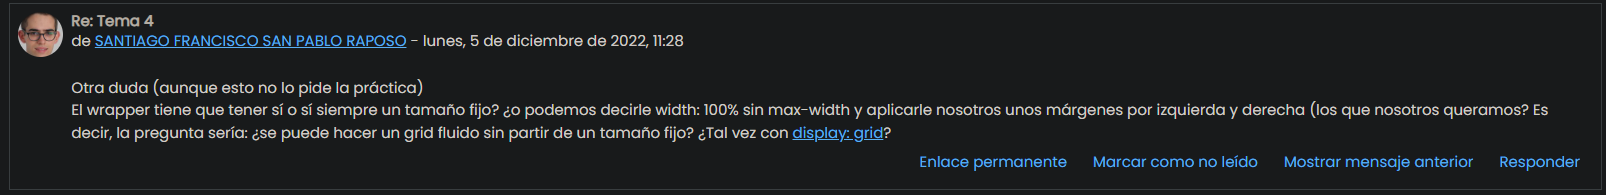 Re: Tema 4
de SANTIAGO FRANCISCO SAN PABLO RAPOSO - lunes, 5 de diciembre de 2022, 11:28
Otra duda (aunque esto no lo pide la práctica)
El wrapper tiene que tener sí o sí siempre un tamaño fijo? ¿o podemos decirle width: 100% sin max-width y aplicarle nosotros unos márgenes por izquierda y derecha (los que nosotros queramos? Es
decir, la pregunta sería: ¿se puede hacer un grid fluido sin partir de un tamaño fijo? ¿Tal vez con display: grid?
Enlace permanente Marcar como no leído Mostrar mensaje anterior Responder